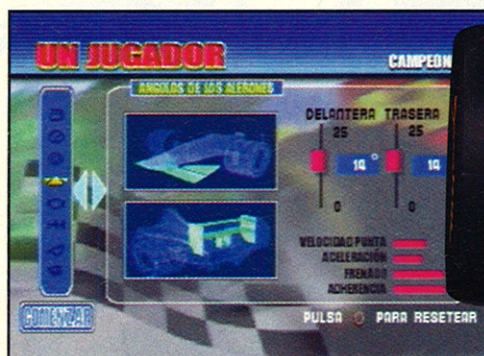 UN JUGADOR
CAMPEON
ANGULOS DE LOS ALERONES
DELANTERA TRASERA
25 25
14° 14
0 0
VELOCIDAD PUNTA
ACELERACIÓN
FRENADO
ADHERENCIA
COMENZAR
PULSA O PARA RESETEAR